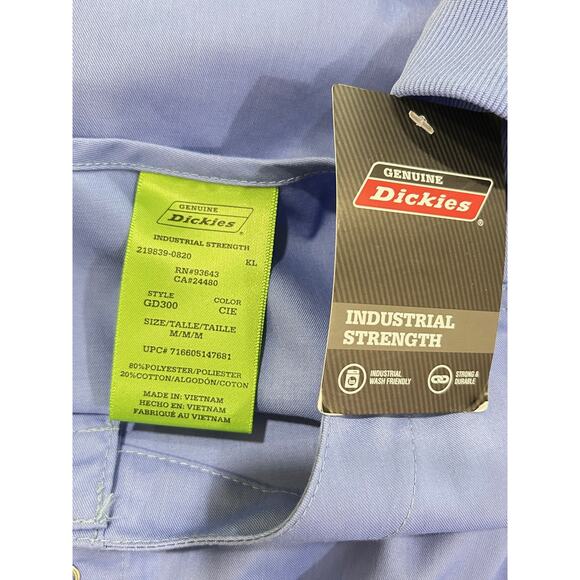 GENUINE
Dickies®
INDUSTRIAL STRENGTH
219839-0820 KL
RN#93643
CA#24480
STYLE COLOR
GD300 CIE
SIZE/TALLE/TAILLE
M/M/M
UPC# 716605147681
80%POLYESTER/POLIESTER
20%COTTON/ALGODÓN/COTON
MADE IN: VIETNAM
HECHO EN: VIETNAM
FABRIQUÉ AU VIETNAM
GENUINE
Dickies®
INDUSTRIAL
STRENGTH
INDUSTRIAL
WASH FRIENDLY
STRONG &
DURABLE